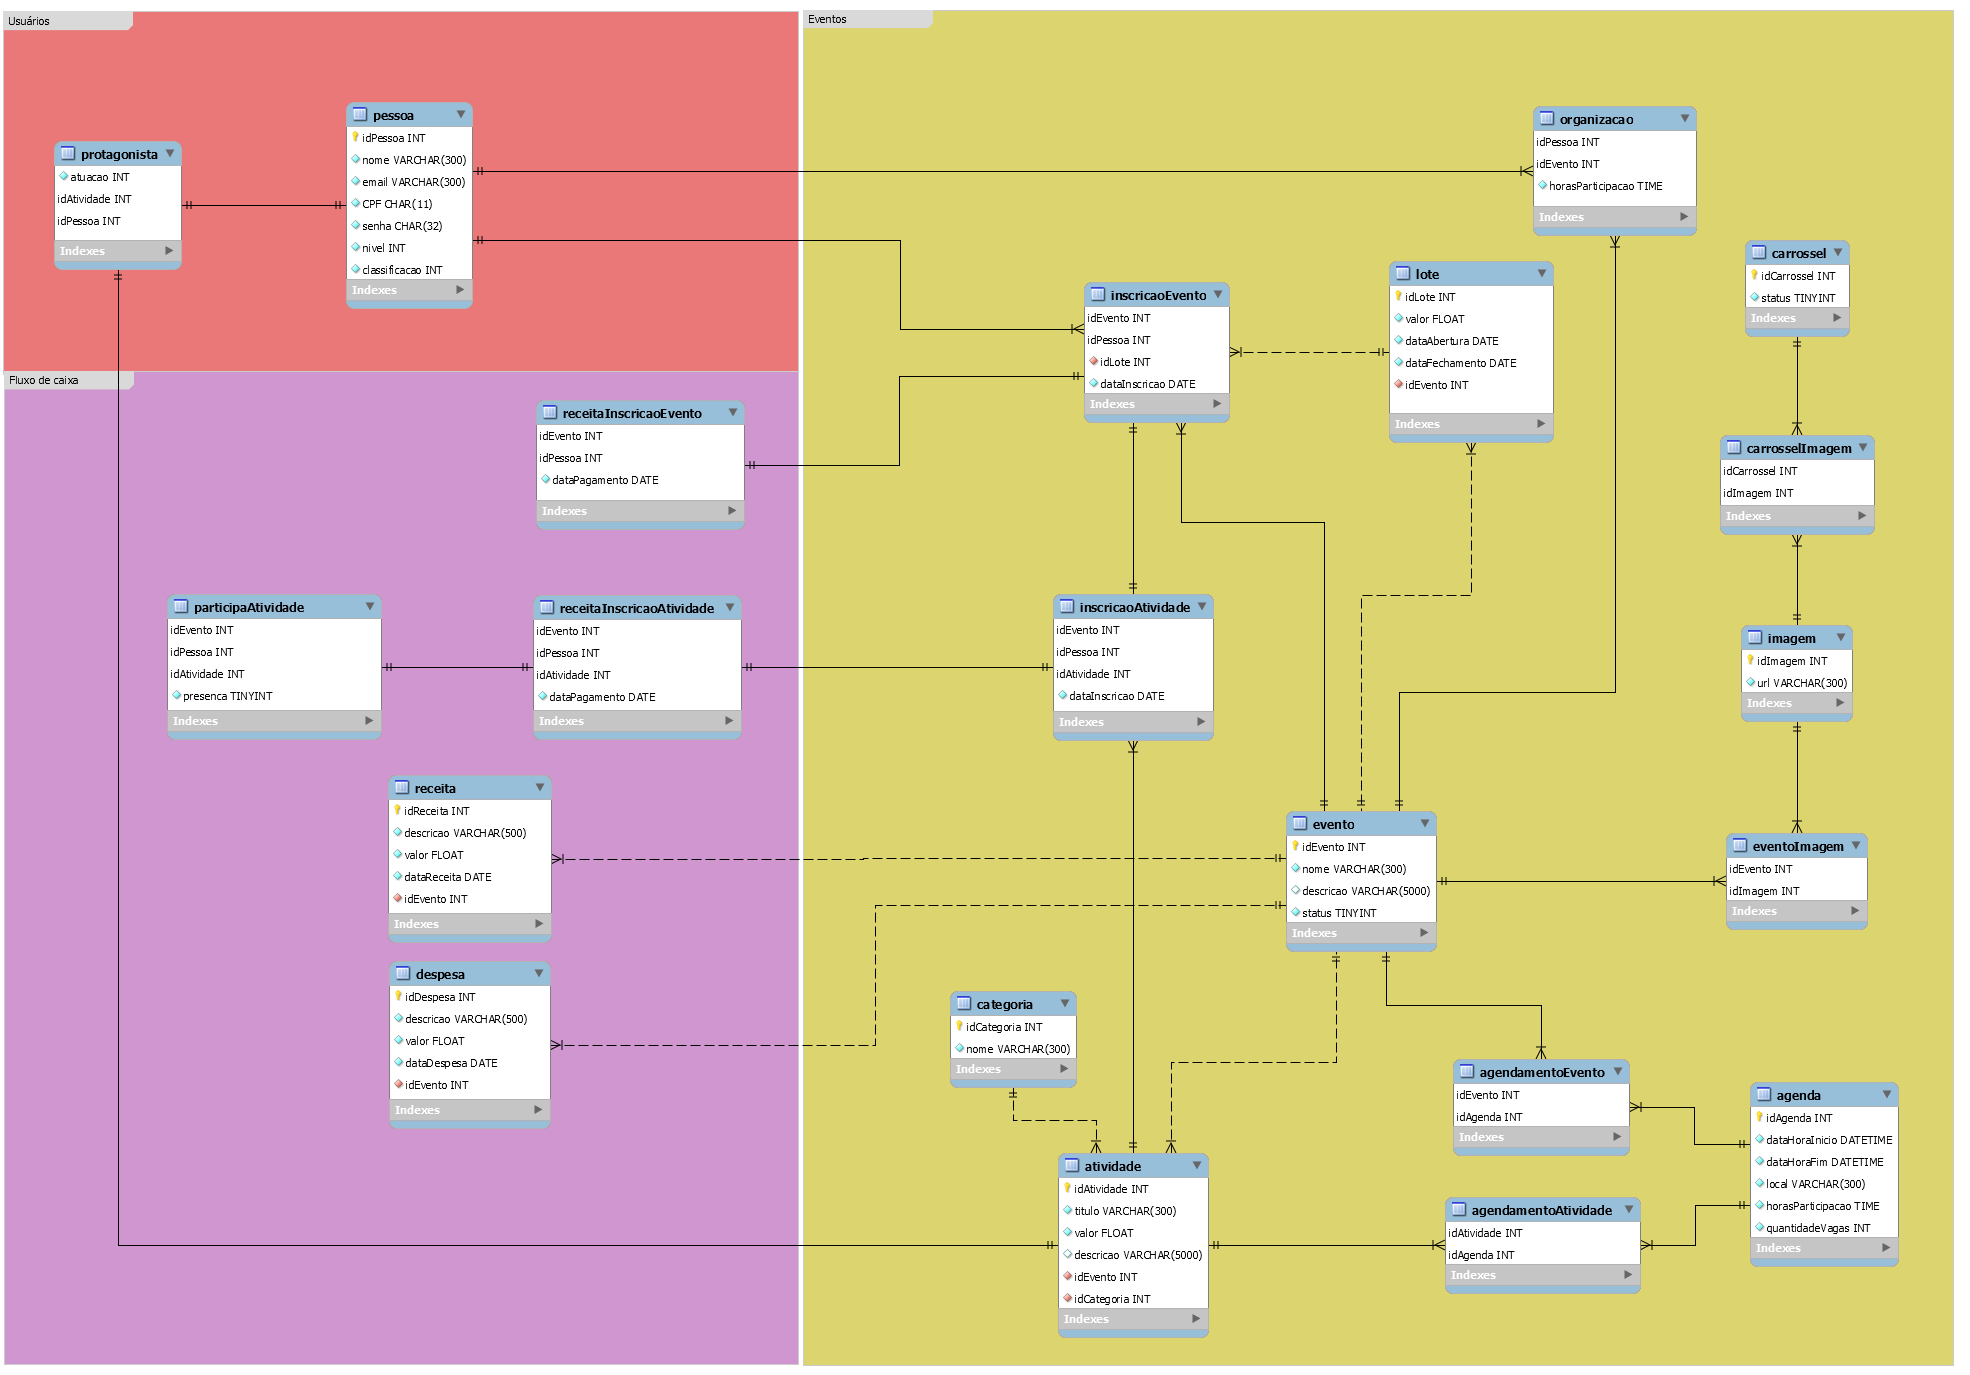 Usuários
protagonista
atuacao INT
idAtividade INT
idPessoa INT
Indexes
pessoa
idPessoa INT
nome VARCHAR(300)
email VARCHAR(300)
CPF CHAR(11)
senha CHAR(32)
nivel INT
classificacao INT
Indexes
Fluxo de caixa
receitaInscricaoEvento
idEvento INT
idPessoa INT
dataPagamento DATE
Indexes
participaAtividade
idEvento INT
idPessoa INT
idAtividade INT
presenca TINYINT
Indexes
receitaInscricaoAtividade
idEvento INT
idPessoa INT
idAtividade INT
dataPagamento DATE
Indexes
receita
idReceita INT
descricao VARCHAR(500)
valor FLOAT
dataReceita DATE
idEvento INT
Indexes
despesa
idDespesa INT
descricao VARCHAR(500)
valor FLOAT
dataDespesa DATE
idEvento INT
Indexes
Eventos
organizacao
idPessoa INT
idEvento INT
horasParticipacao TIME
Indexes
inscricaoEvento
idEvento INT
idPessoa INT
idLote INT
dataInscricao DATE
Indexes
lote
idLote INT
valor FLOAT
dataAbertura DATE
dataFechamento DATE
idEvento INT
Indexes
carrossel
idCarrossel INT
status TINYINT
Indexes
carrosselImagem
idCarrossel INT
idImagem INT
Indexes
inscricaoAtividade
idEvento INT
idPessoa INT
idAtividade INT
dataInscricao DATE
Indexes
imagem
idImagem INT
url VARCHAR(300)
Indexes
evento
idEvento INT
nome VARCHAR(300)
descricao VARCHAR(5000)
status TINYINT
Indexes
eventoImagem
idEvento INT
idImagem INT
Indexes
categoria
idCategoria INT
nome VARCHAR(300)
Indexes
agendamentoEvento
idEvento INT
idAgenda INT
Indexes
agenda
idAgenda INT
dataHoraInicio DATETIME
dataHoraFim DATETIME
local VARCHAR(300)
horasParticipacao TIME
quantidadeVagas INT
Indexes
atividade
idAtividade INT
titulo VARCHAR(300)
valor FLOAT
descricao VARCHAR(5000)
idEvento INT
idCategoria INT
Indexes
agendamentoAtividade
idAtividade INT
idAgenda INT
Indexes